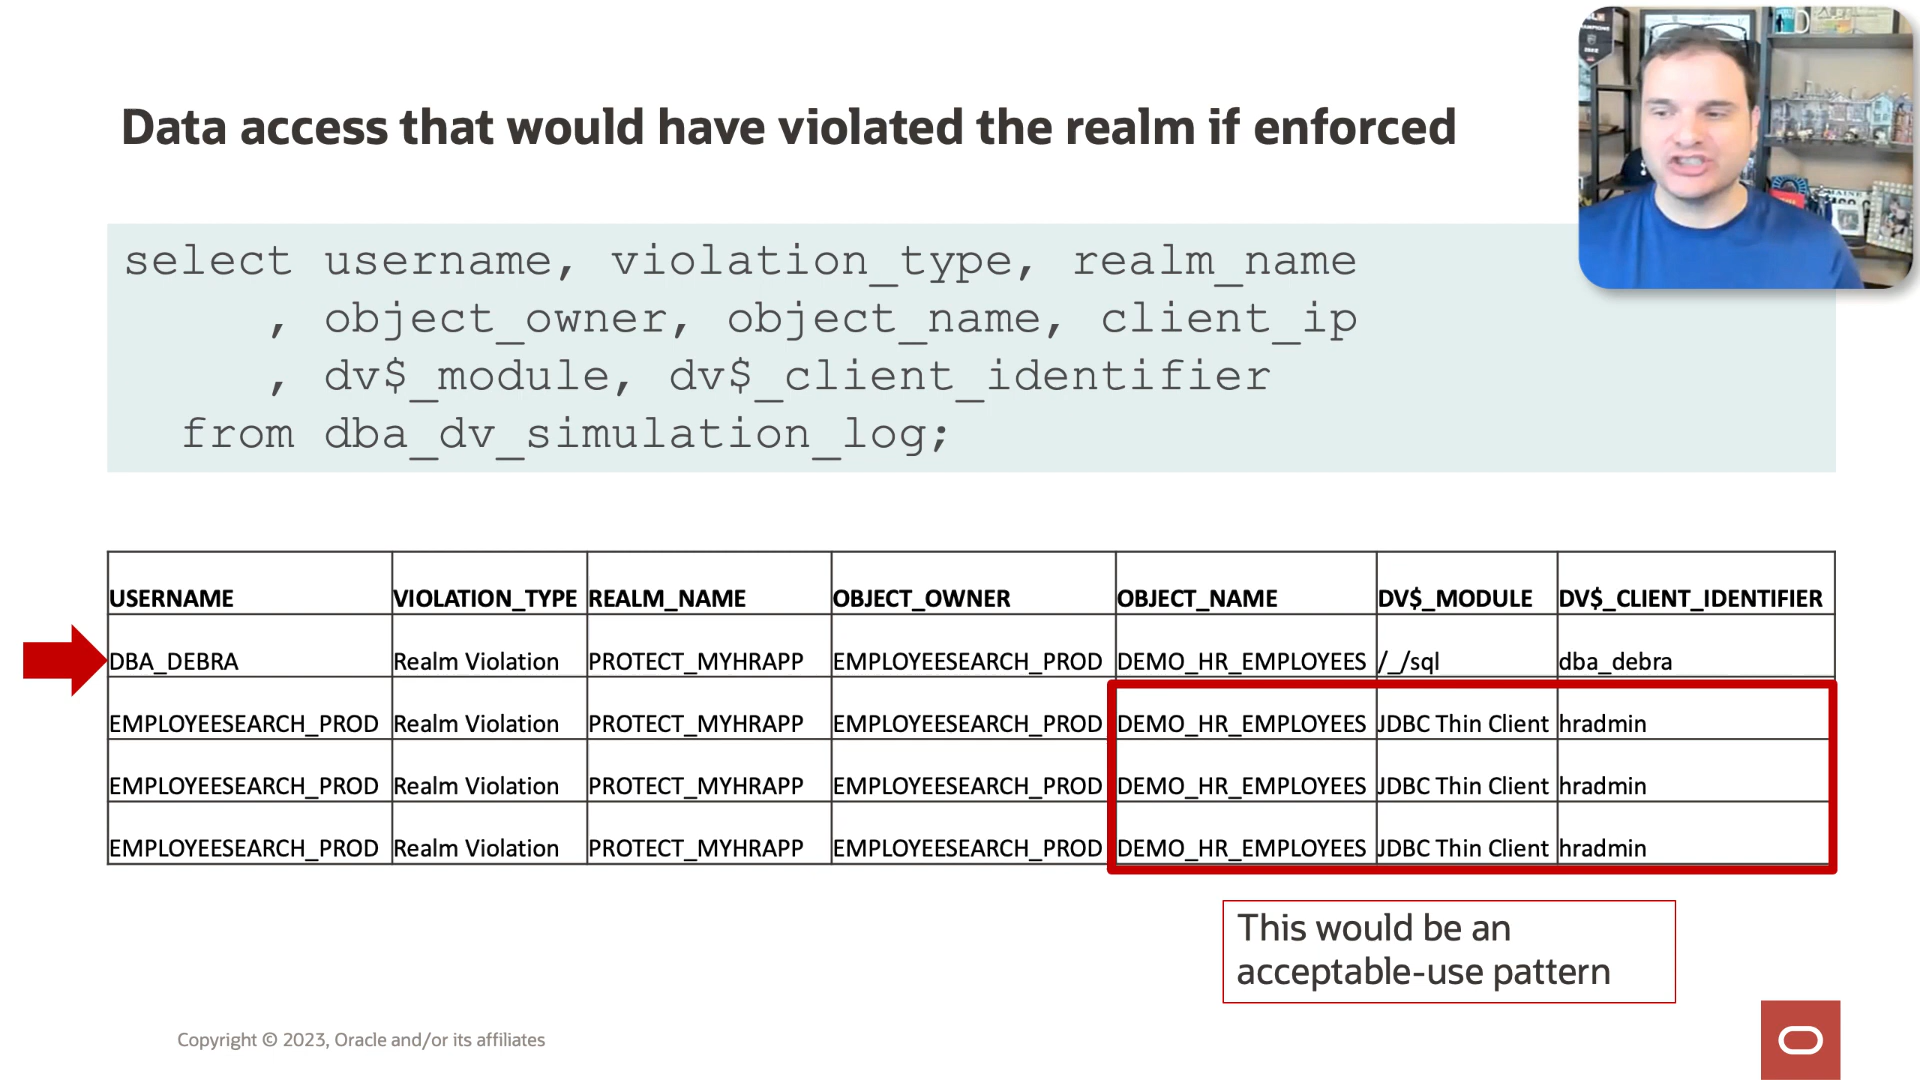 Data access that would have violated the realm if enforced
select username, violation_type, realm_name
, object_owner, object_name, client_ip
, dv$_module, dv$_client_identifier
from dba_dv_simulation_log;
USERNAME VIOLATION_TYPE REALM_NAME OBJECT_OWNER OBJECT_NAME DV$_MODULE DV$_CLIENT_IDENTIFIER
DBA_DEBRA Realm Violation PROTECT_MYHRAPP EMPLOYEESEARCH_PROD DEMO_HR_EMPLOYEES /_/sql dba_debra
EMPLOYEESEARCH_PROD Realm Violation PROTECT_MYHRAPP EMPLOYEESEARCH_PROD DEMO_HR_EMPLOYEES JDBC Thin Client hradmin
EMPLOYEESEARCH_PROD Realm Violation PROTECT_MYHRAPP EMPLOYEESEARCH_PROD DEMO_HR_EMPLOYEES JDBC Thin Client hradmin
EMPLOYEESEARCH_PROD Realm Violation PROTECT_MYHRAPP EMPLOYEESEARCH_PROD DEMO_HR_EMPLOYEES JDBC Thin Client hradmin
This would be an
acceptable-use pattern
Copyright © 2023, Oracle and/or its affiliates